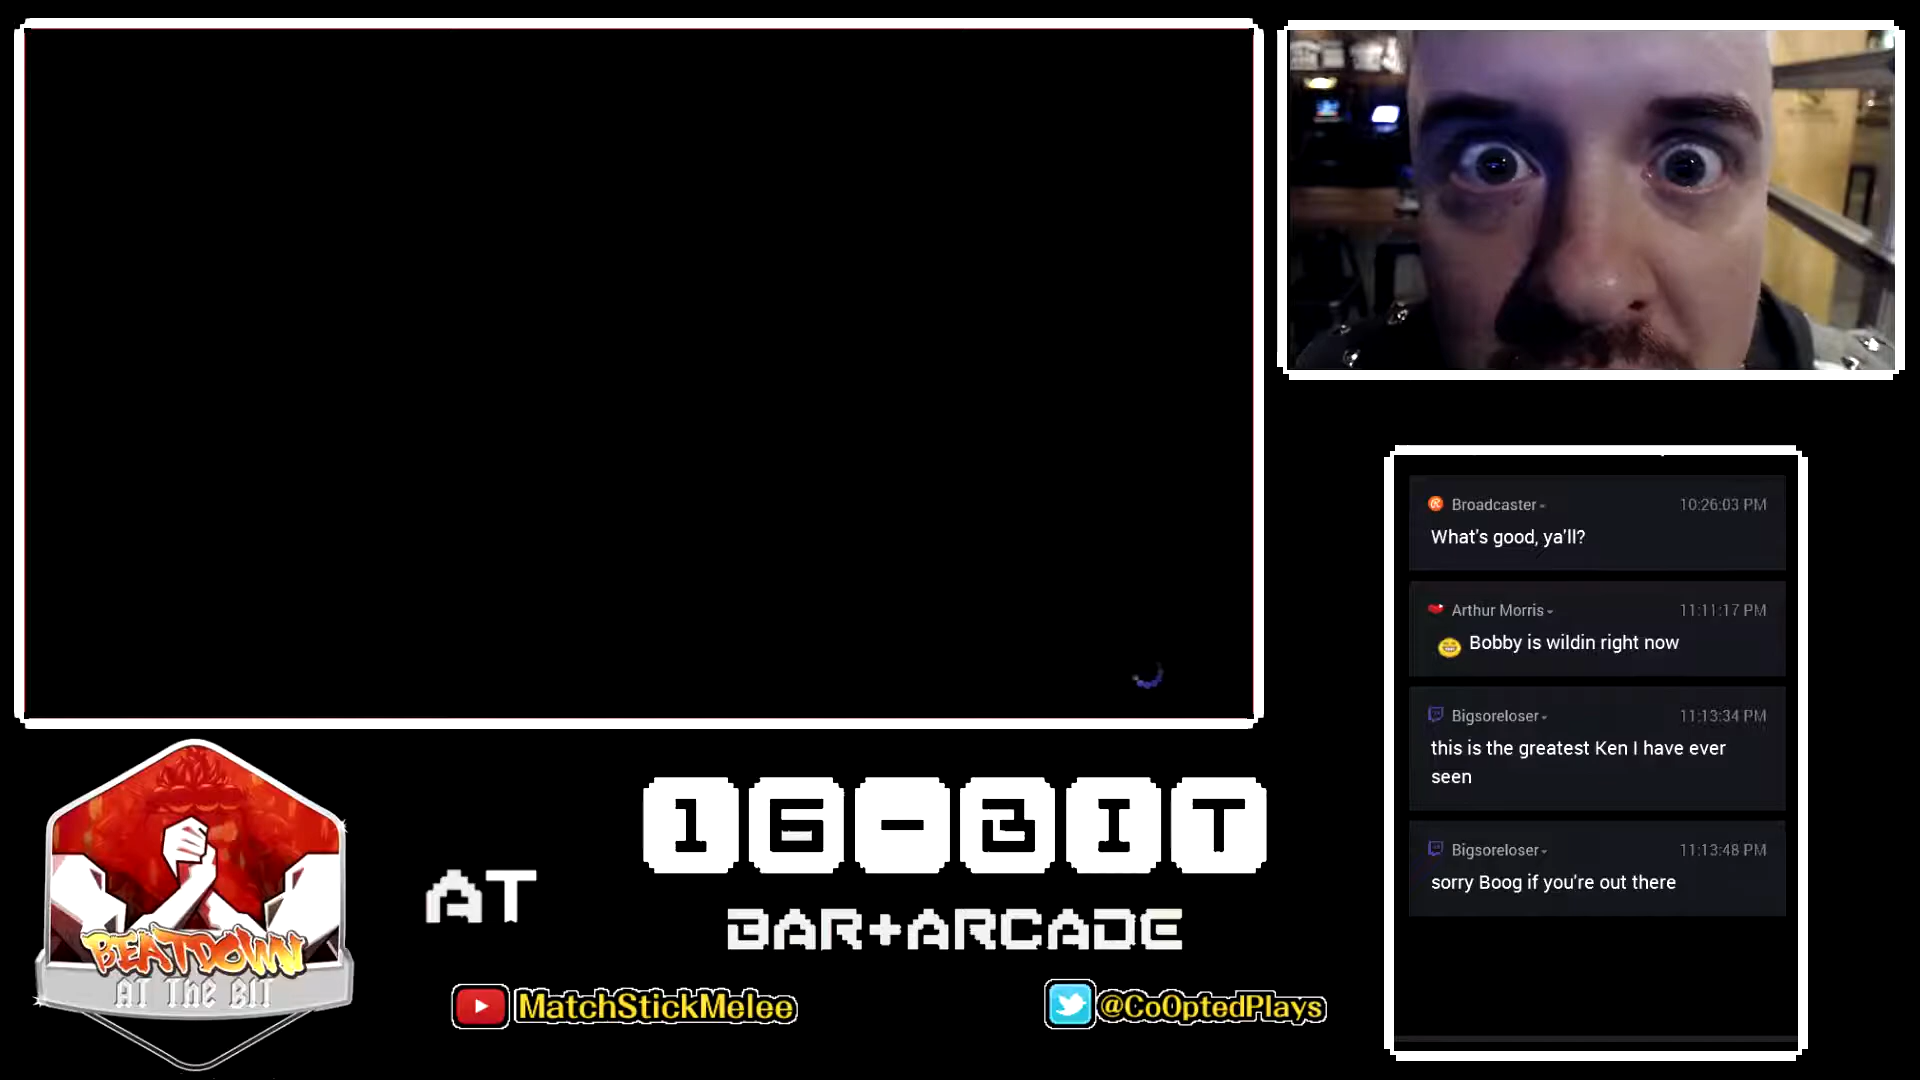 Broadcaster
10:26:03 PM
What's good, ya'll?
Arthur Morris
11:11:17 PM
Bobby is wildin right now
Bigsoreloser
11:13:34 PM
this is the greatest Ken I have ever
seen
Bigsoreloser
11:13:48 PM
sorry Boog if you're out there
BEATDOWN
AT The BIT
AT
16-BIT
BAR+ARCADE
MatchStickMelee
@CoOptedPlays